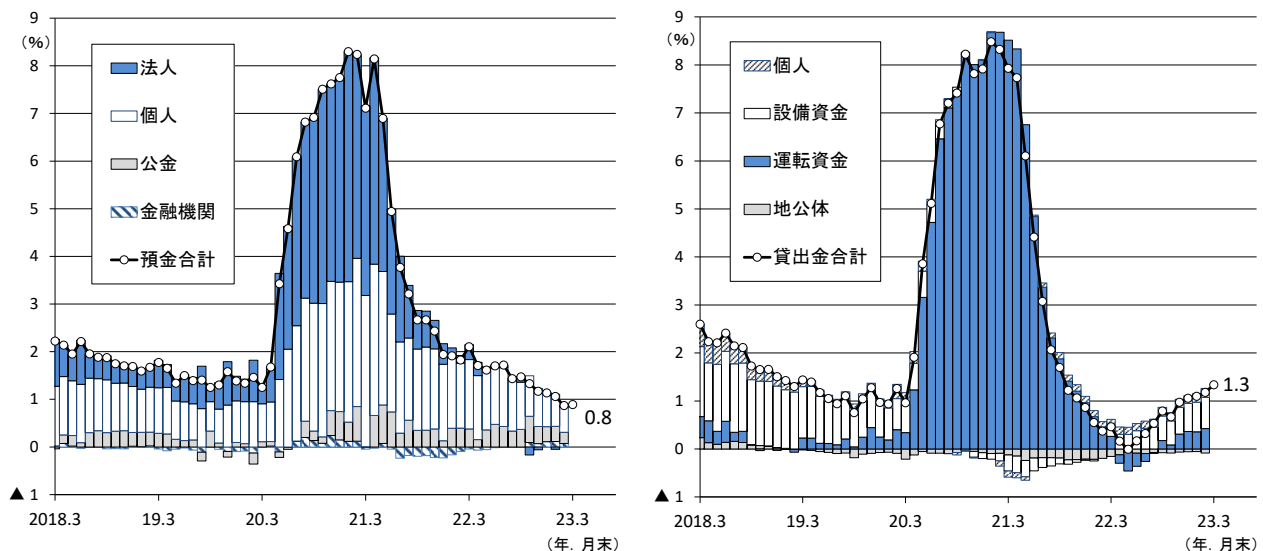 9
(%)
8
7
6
5
4
3
2
1
0
▲ 1
法人
個人
公金
金融機関
預金合計
0.8
2018.3 19.3 20.3 21.3 22.3 23.3
(年. 月末)
9
(%)
8
7
6
5
4
3
2
1
0
▲ 1
個人
設備資金
運転資金
地公体
貸出金合計
1.3
2018.3 19.3 20.3 21.3 22.3 23.3
(年. 月末)